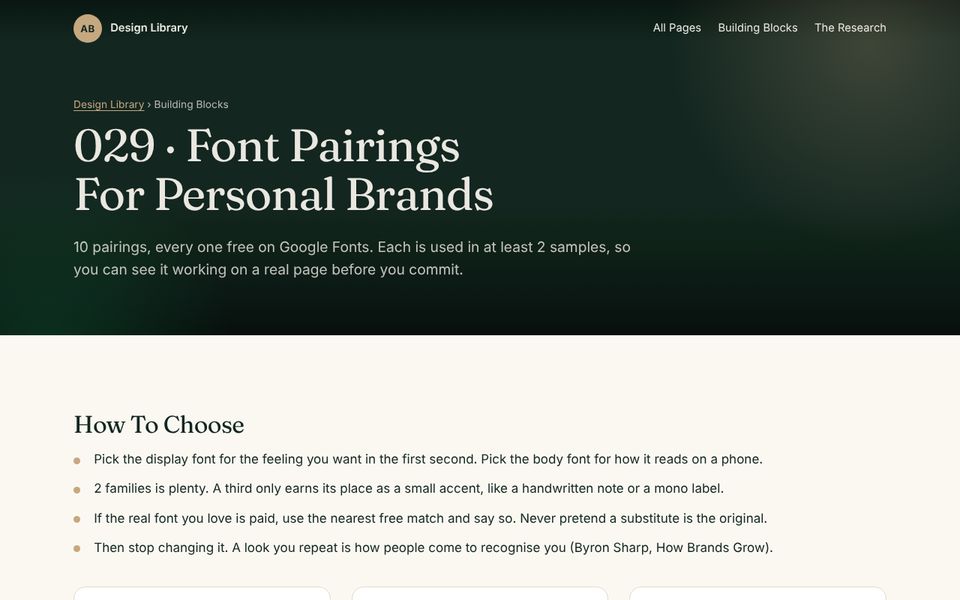 AB
Design Library
All Pages
Building Blocks
The Research
Design Library › Building Blocks
029 · Font Pairings
For Personal Brands
10 pairings, every one free on Google Fonts. Each is used in at least 2 samples, so
you can see it working on a real page before you commit.
How To Choose
Pick the display font for the feeling you want in the first second. Pick the body font for how it reads on a phone.
2 families is plenty. A third only earns its place as a small accent, like a handwritten note or a mono label.
If the real font you love is paid, use the nearest free match and say so. Never pretend a substitute is the original.
Then stop changing it. A look you repeat is how people come to recognise you (Byron Sharp, How Brands Grow).